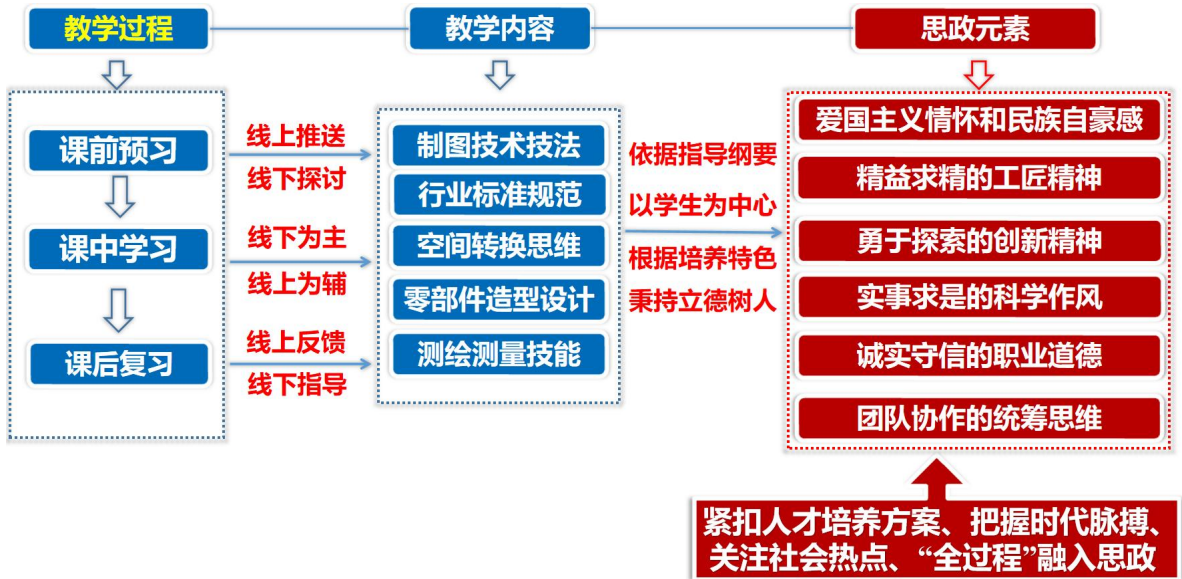 教学过程
教学内容
思政元素
课前预习
课中学习
课后复习
线上推送
线下探讨
线下为主
线上为辅
线上反馈
线下指导
制图技术技法
行业标准规范
空间转换思维
零部件造型设计
测绘测量技能
依据指导纲要
以学生为中心
根据培养特色
秉持立德树人
爱国主义情怀和民族自豪感
精益求精的工匠精神
勇于探索的创新精神
实事求是的科学作风
诚实守信的职业道德
团队协作的统筹思维
紧扣人才培养方案、把握时代脉搏、
关注社会热点、“全过程”融入思政